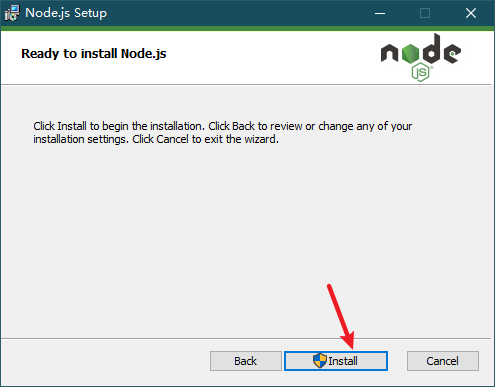 Node.js Setup
Ready to install Node.js
node
JS
Click Install to begin the installation. Click Back to review or change any of your
installation settings. Click Cancel to exit the wizard.
Back
Install
Cancel